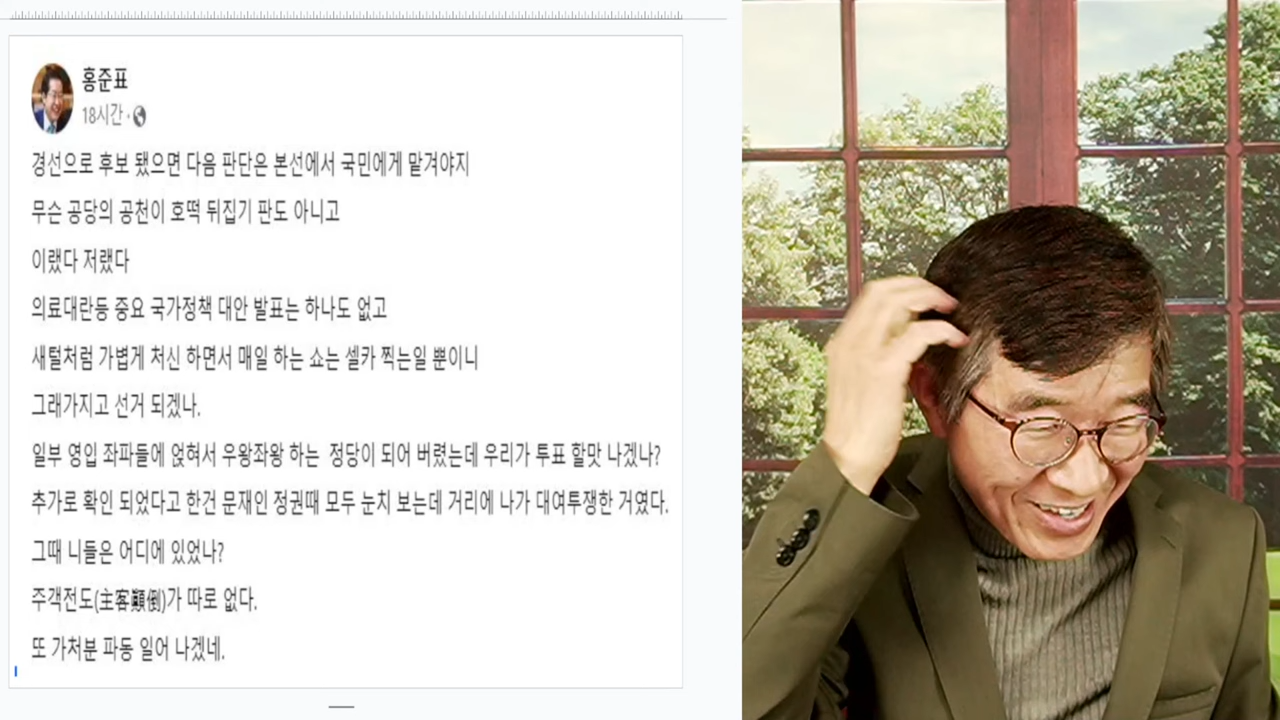 홍준표
18시간 ·
경선으로 후보 됐으면 다음 판단은 본선에서 국민에게 맡겨야지
무슨 공당의 공천이 호떡 뒤집기 판도 아니고
이랬다 저랬다
의료대란등 중요 국가정책 대안 발표는 하나도 없고
새털처럼 가볍게 처신 하면서 매일 하는 쇼는 셀카 찍는일 뿐이니
그래가지고 선거 되겠나.
일부 영입 좌파들에 얹혀서 우왕좌왕 하는 정당이 되어 버렸는데 우리가 투표 할맛 나겠나?
추가로 확인 되었다고 한건 문재인 정권때 모두 눈치 보는데 거리에 나가 대여투쟁한 거였다.
그때 니들은 어디에 있었나?
주객전도(主客顚倒)가 따로 없다.
또 가처분 파동 일어 나겠네.